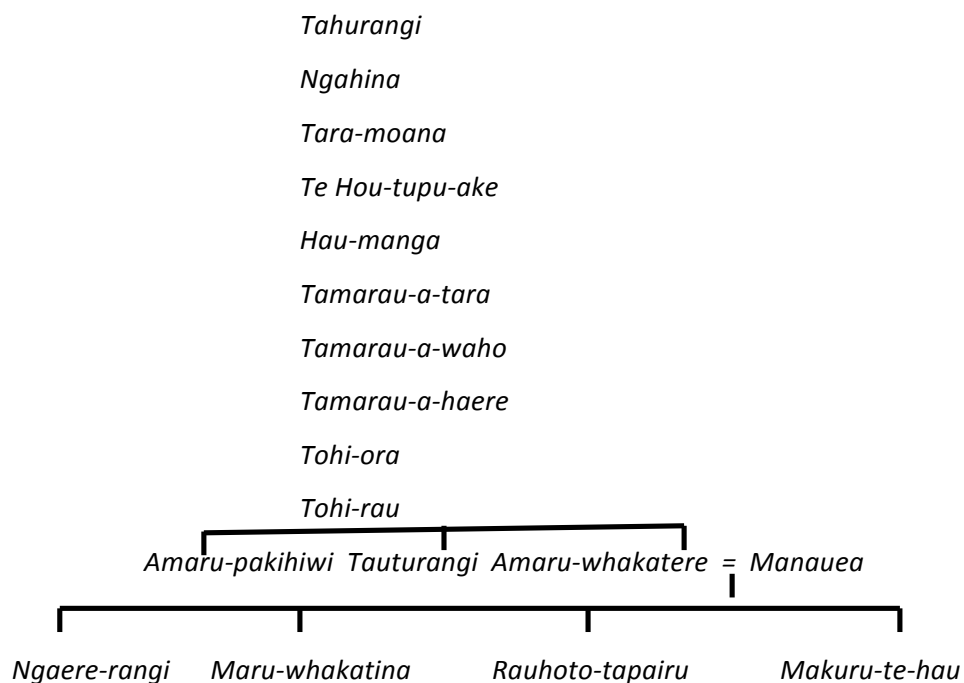 Tahurangi
Ngahina
Tara-moana
Te Hou-tupu-ake
Hau-manga
Tamarau-a-tara
Tamarau-a-waho
Tamarau-a-haere
Tohi-ora
Tohi-rau
Amaru-pakihiwi Tauturangi Amaru-whakatere = Manauea
Ngaere-rangi Maru-whakatina Rauhoto-tapairu Makuru-te-hau